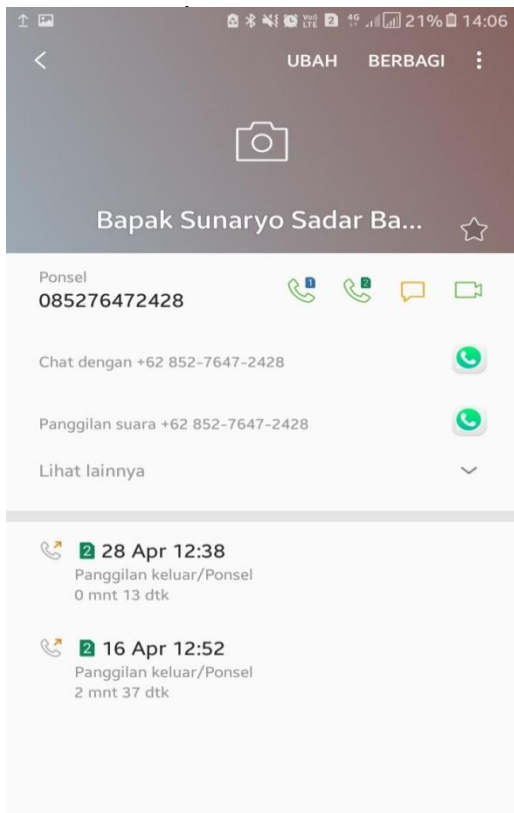 21% 14:06
UBAH BERBAGI
Bapak Sunaryo Sadar Ba...
Ponsel
085276472428
1 2
Chat dengan +62 852-7647-2428
Panggilan suara +62 852-7647-2428
Lihat lainnya
2 28 Apr 12:38
Panggilan keluar/Ponsel
0 mnt 13 dtk
2 16 Apr 12:52
Panggilan keluar/Ponsel
2 mnt 37 dtk